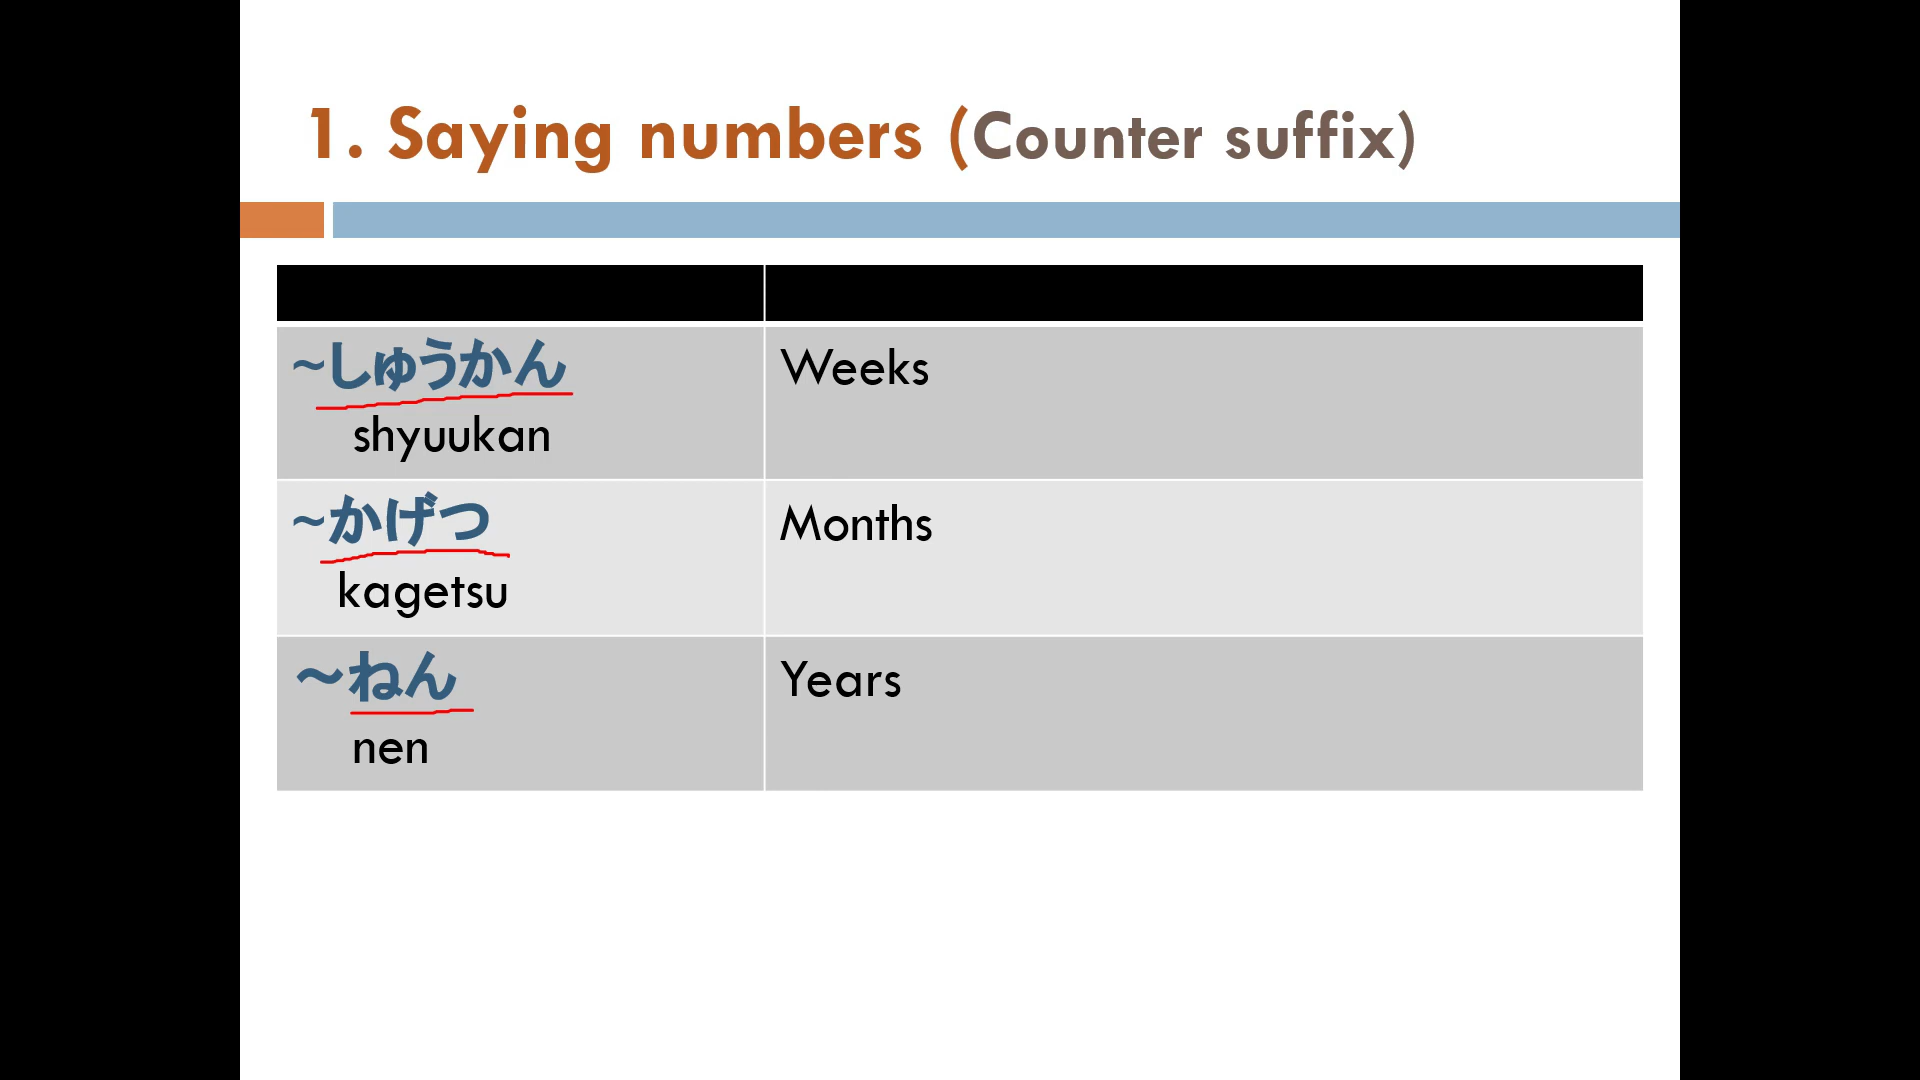 1. Saying numbers (Counter suffix)
~しゅうかん
Weeks
shyuukan
~かげつ
Months
kagetsu
～ねん
Years
nen